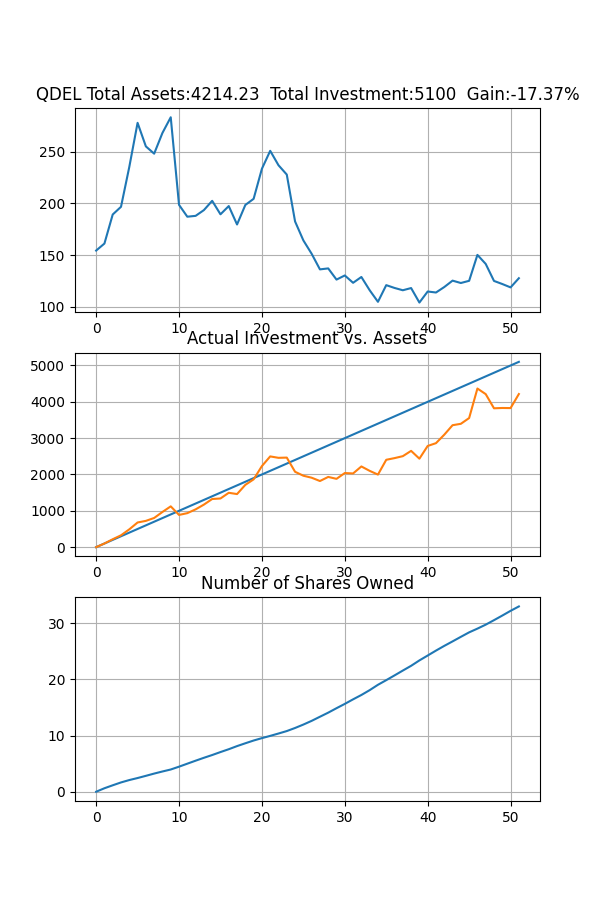 QDEL Total Assets:4214.23  Total Investment:5100  Gain:-17.37%
250
200
150
100
0 10 20 30 40 50
Actual Investment vs. Assets
5000
4000
3000
2000
1000
0
0 10 20 30 40 50
Number of Shares Owned
30
20
10
0
0 10 20 30 40 50